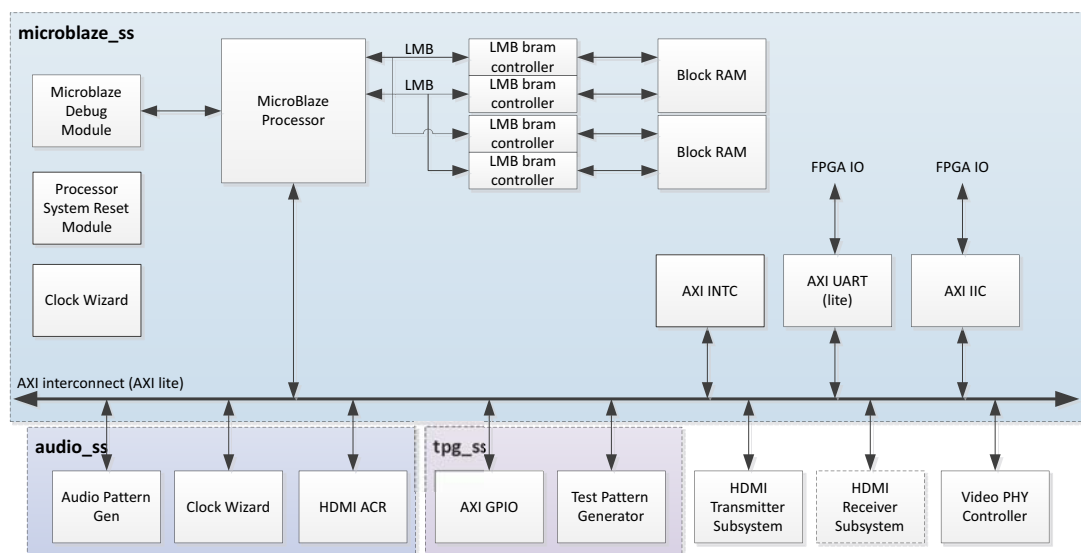 microblaze_ss
Microblaze
Debug
Module
Processor
System Reset
Module
Clock Wizard
MicroBlaze
Processor
LMB
LMB
LMB bram
controller
LMB bram
controller
LMB bram
controller
LMB bram
controller
Block RAM
Block RAM
FPGA IO
FPGA IO
AXI INTC
AXI UART
(lite)
AXI IIC
AXI interconnect (AXI lite)
audio_ss
Audio Pattern
Gen
Clock Wizard
HDMI ACR
tpg_ss
AXI GPIO
Test Pattern
Generator
HDMI
Transmitter
Subsystem
HDMI
Receiver
Subsystem
Video PHY
Controller